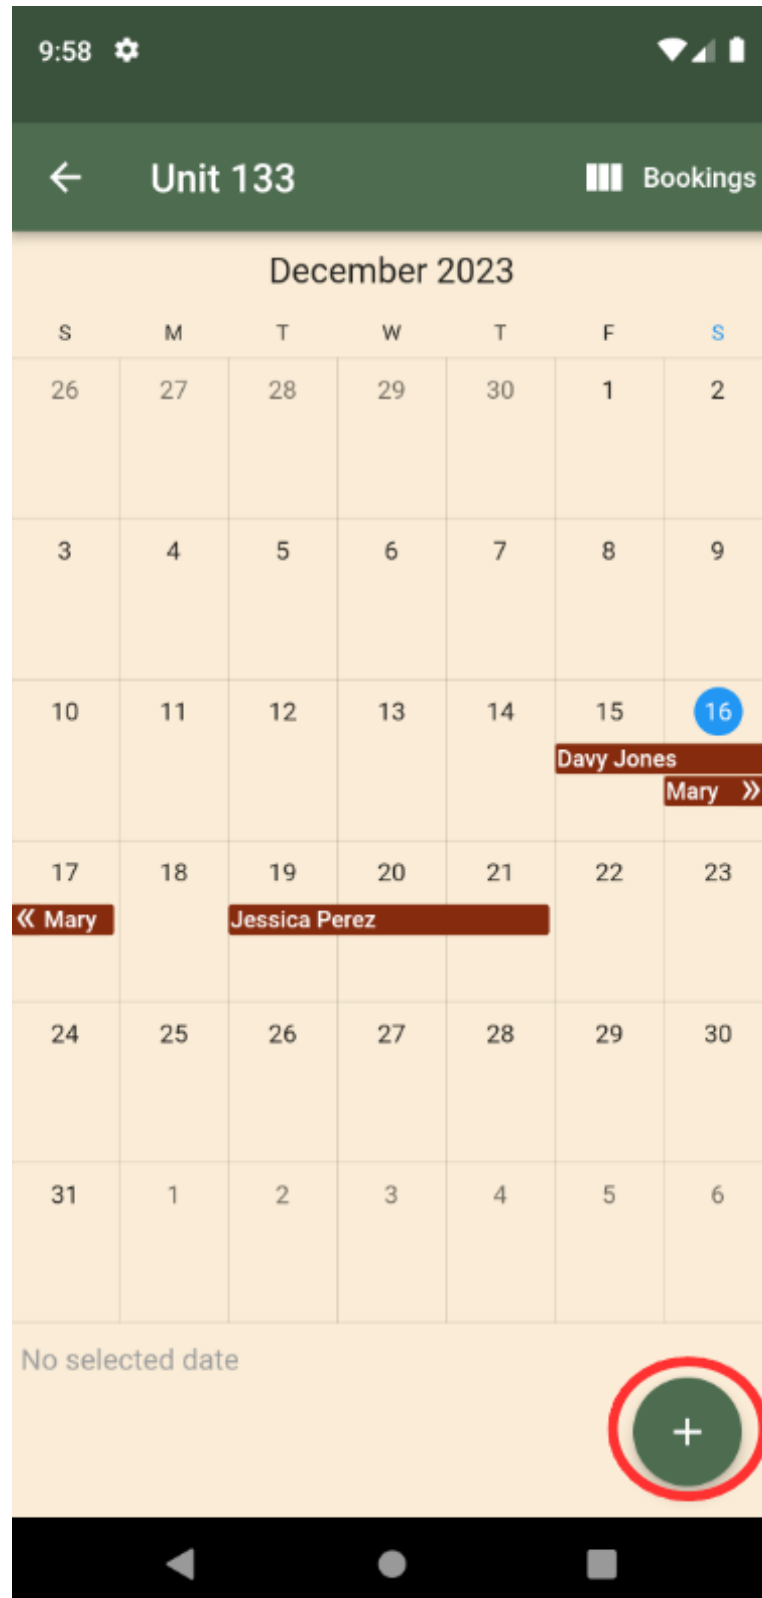 9:58
Unit 133 Bookings
December 2023
S M T W T F S
26 27 28 29 30 1 2
3 4 5 6 7 8 9
10 11 12 13 14 15 16
Davy Jones
Mary »
17 18 19 20 21 22 23
« Mary Jessica Perez
24 25 26 27 28 29 30
31 1 2 3 4 5 6
No selected date
+